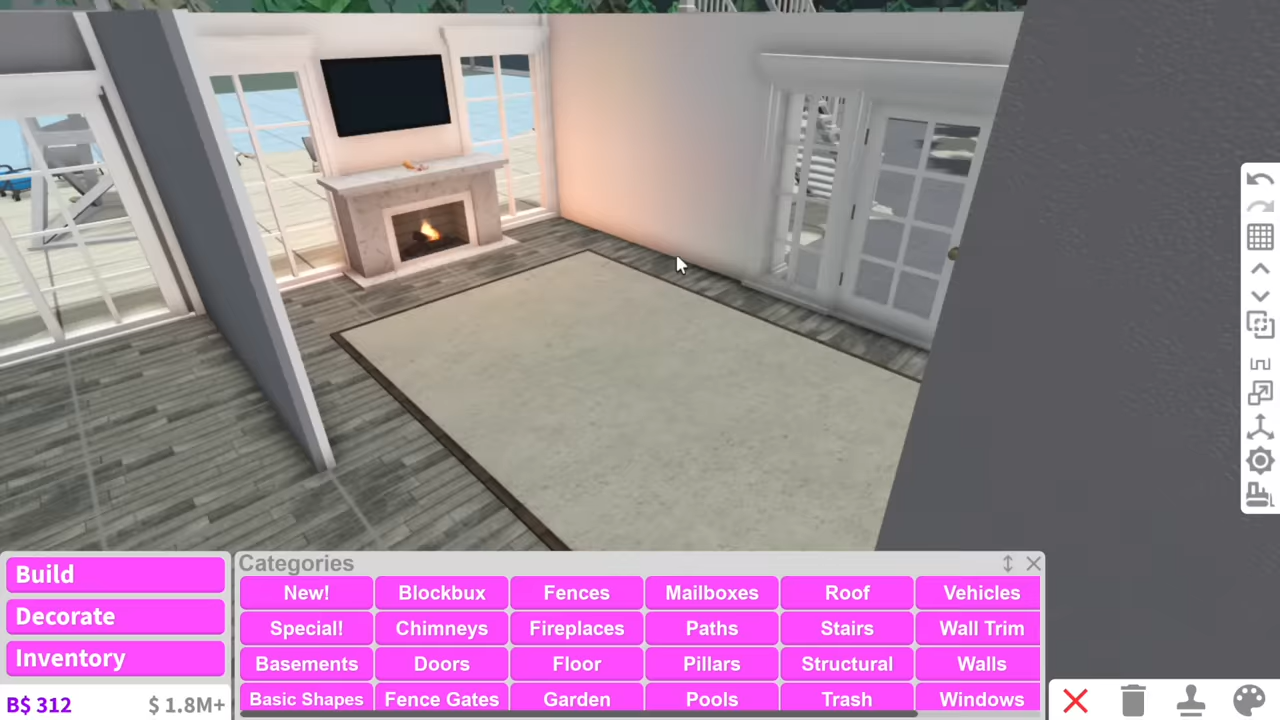 Build
Decorate
Inventory
B$ 312 $ 1.8M+
Categories
New! Blockbux Fences Mailboxes Roof Vehicles
Special! Chimneys Fireplaces Paths Stairs Wall Trim
Basements Doors Floor Pillars Structural Walls
Basic Shapes Fence Gates Garden Pools Trash Windows